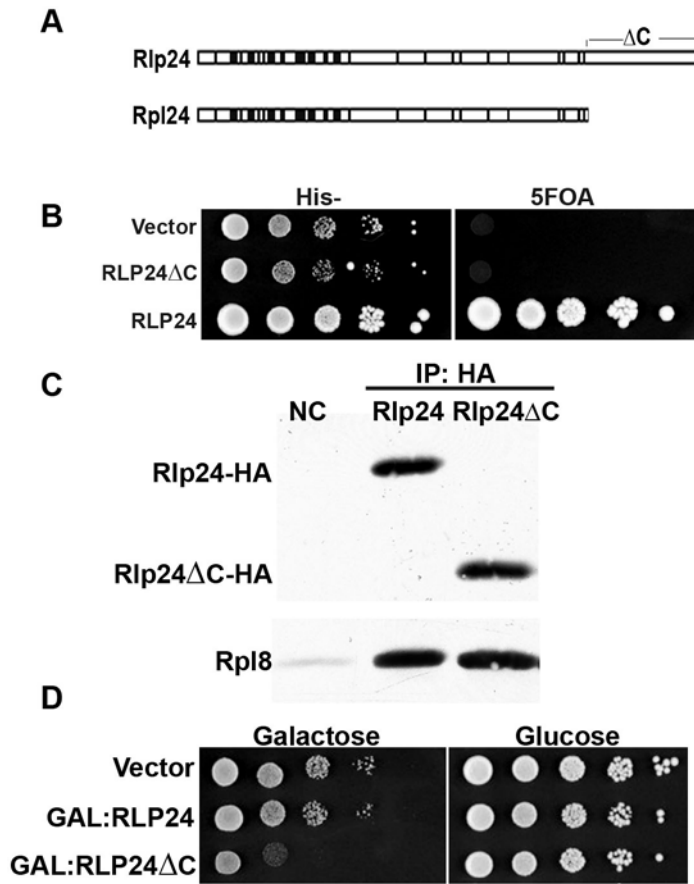 A
ΔC
Rlp24
Rpl24
His-
5FOA
B
Vector
RLP24ΔC
RLP24
C
IP: HA
NC
Rlp24
Rlp24ΔC
Rlp24-HA
Rlp24ΔC-HA
Rpl8
D
Galactose
Glucose
Vector
GAL:RLP24
GAL:RLP24ΔC